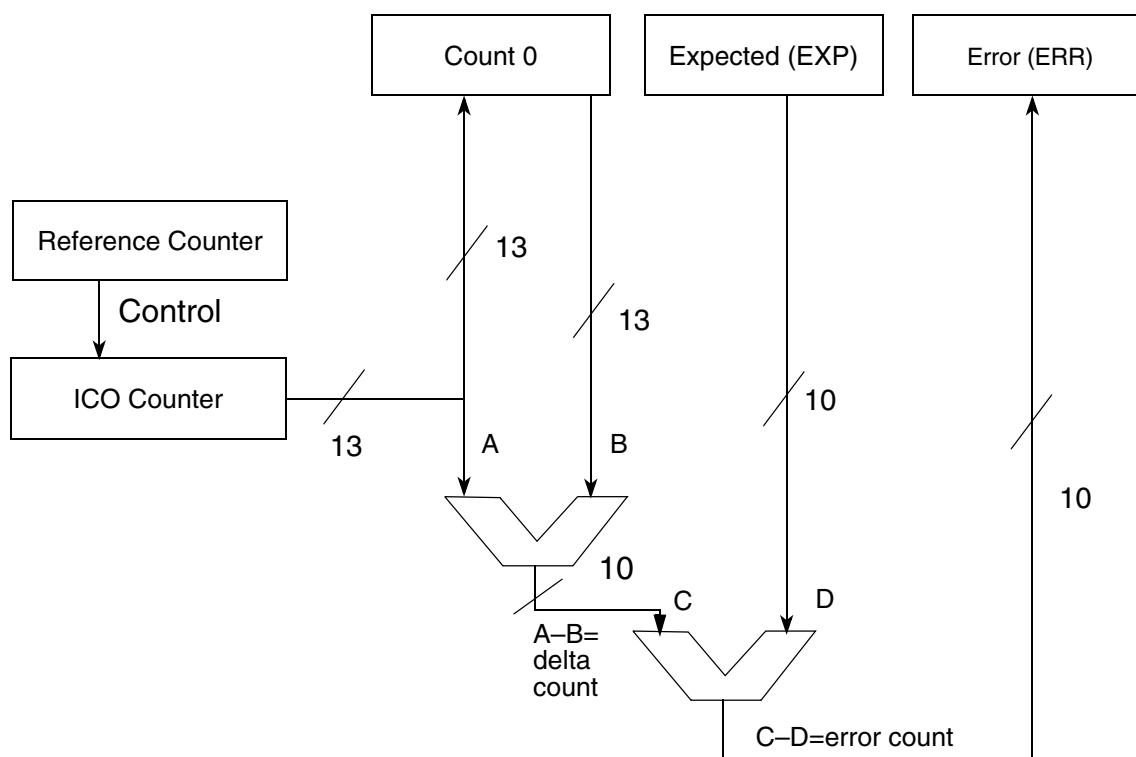 Count 0
Expected (EXP)
Error (ERR)
Reference Counter
13
Control
13
ICO Counter
10
13
A
B
10
10
C
D
A–B=
delta
count
C–D=error count